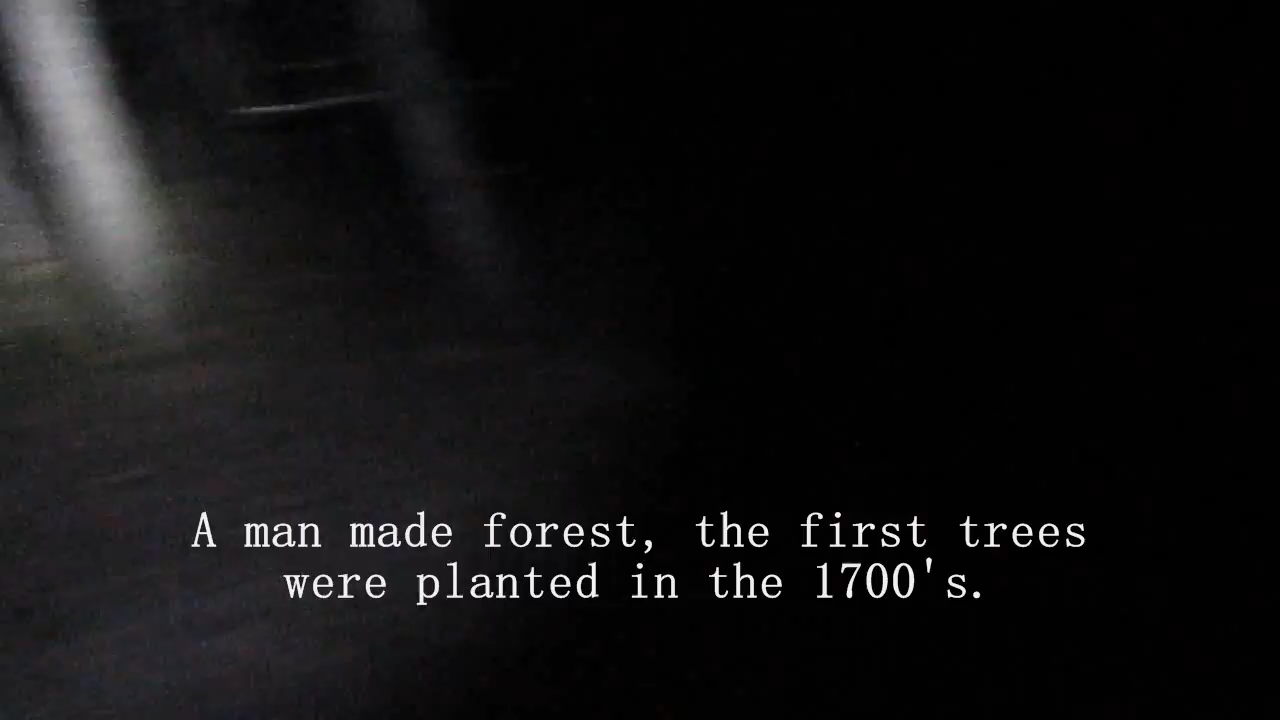 A man made forest, the first trees
were planted in the 1700's.